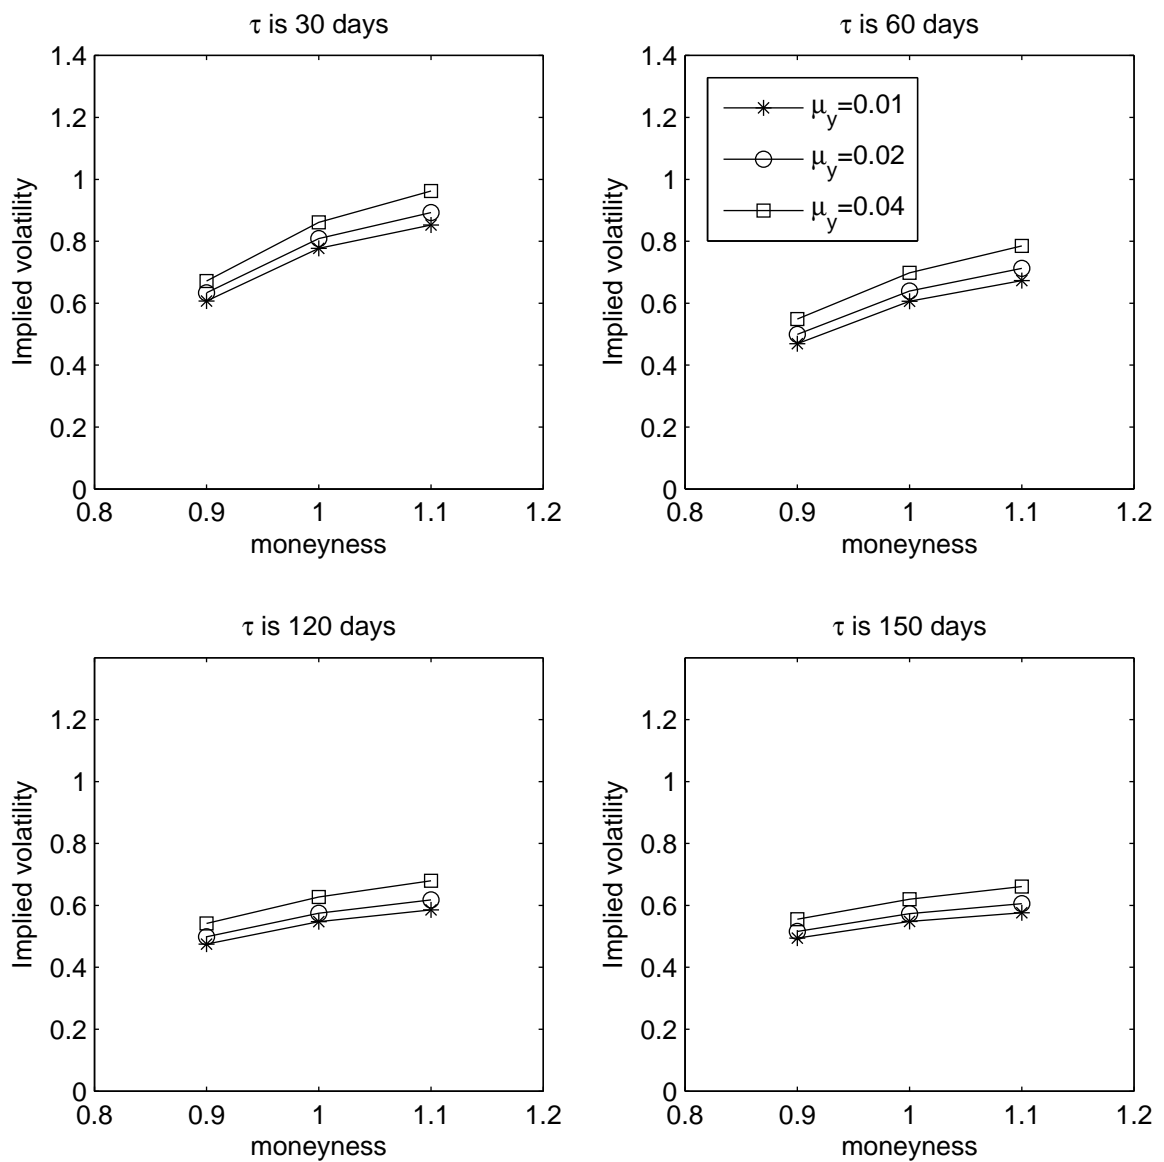 τ is 30 days
1.4
1.2
1
0.8
0.6
0.4
0.2
0
Implied volatility
0.8 0.9 1 1.1 1.2
moneyness
τ is 60 days
1.4
1.2
1
0.8
0.6
0.4
0.2
0
Implied volatility
μy=0.01
μy=0.02
μy=0.04
0.8 0.9 1 1.1 1.2
moneyness
τ is 120 days
1.2
1
0.8
0.6
0.4
0.2
0
Implied volatility
0.8 0.9 1 1.1 1.2
moneyness
τ is 150 days
1.2
1
0.8
0.6
0.4
0.2
0
Implied volatility
0.8 0.9 1 1.1 1.2
moneyness